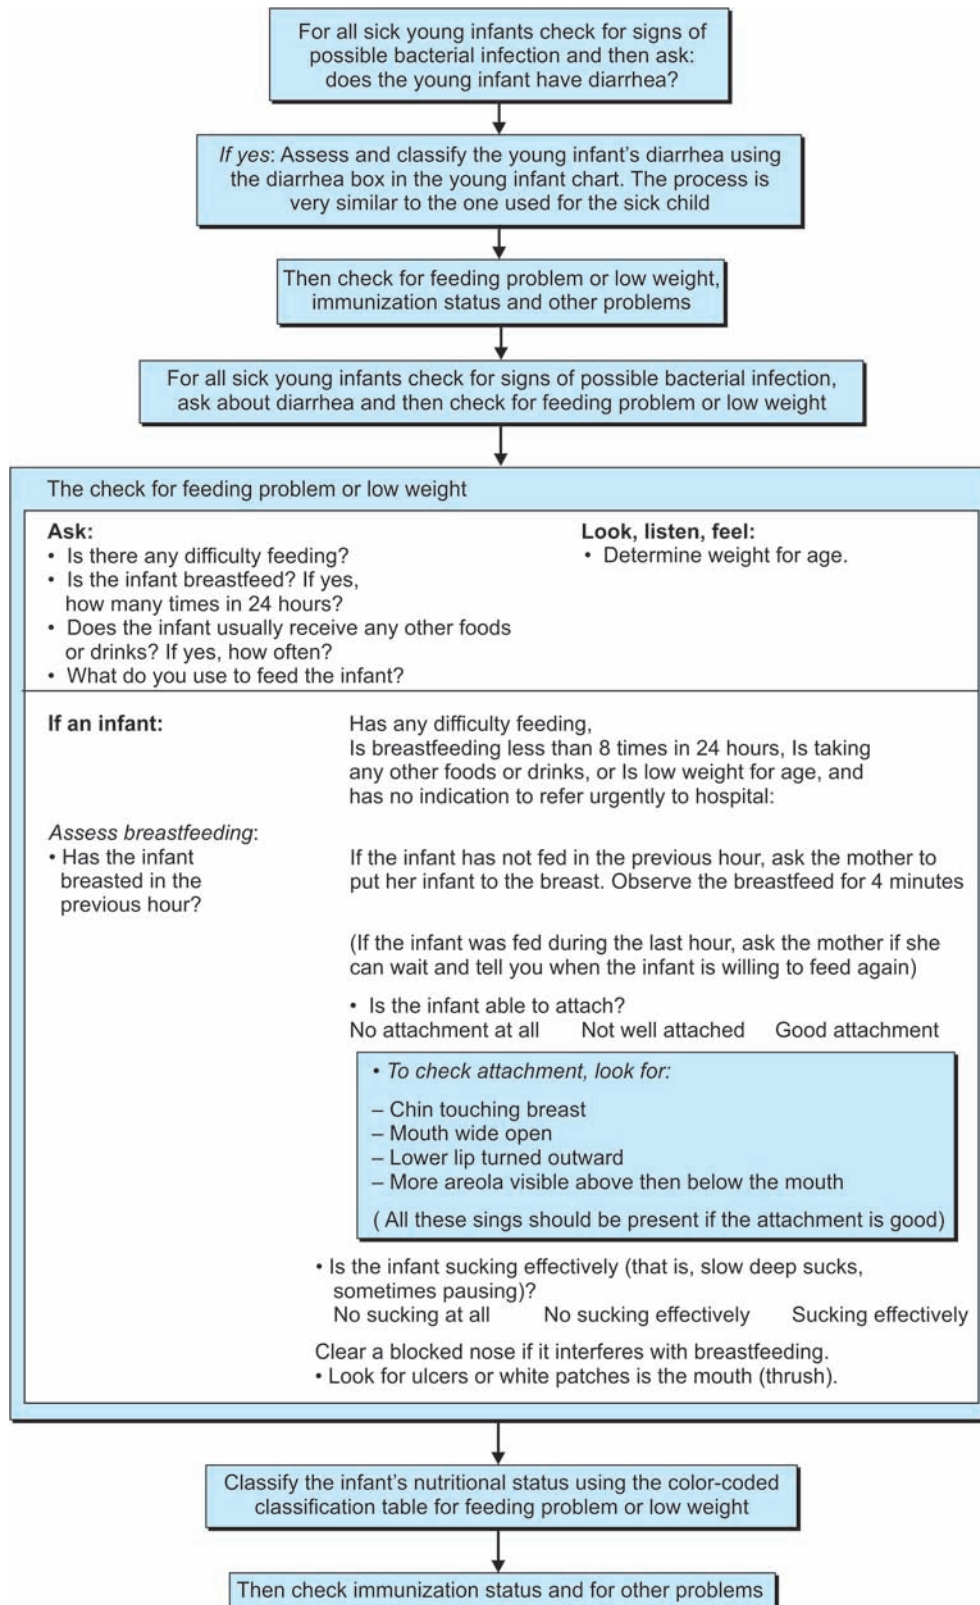 For all sick young infants check for signs of
possible bacterial infection and then ask:
does the young infant have diarrhea?
If yes: Assess and classify the young infant's diarrhea using
the diarrhea box in the young infant chart. The process is
very similar to the one used for the sick child
Then check for feeding problem or low weight,
immunization status and other problems
For all sick young infants check for signs of possible bacterial infection,
ask about diarrhea and then check for feeding problem or low weight
The check for feeding problem or low weight
Ask:
• Is there any difficulty feeding?
• Is the infant breastfeed? If yes,
how many times in 24 hours?
• Does the infant usually receive any other foods
or drinks? If yes, how often?
• What do you use to feed the infant?
Look, listen, feel:
• Determine weight for age.
If an infant:
Has any difficulty feeding,
Is breastfeeding less than 8 times in 24 hours, Is taking
any other foods or drinks, or Is low weight for age, and
has no indication to refer urgently to hospital:
Assess breastfeeding:
• Has the infant
breasted in the
previous hour?
If the infant has not fed in the previous hour, ask the mother to
put her infant to the breast. Observe the breastfeed for 4 minutes
(If the infant was fed during the last hour, ask the mother if she
can wait and tell you when the infant is willing to feed again)
• Is the infant able to attach?
No attachment at all Not well attached Good attachment
• To check attachment, look for:
– Chin touching breast
– Mouth wide open
– Lower lip turned outward
– More areola visible above then below the mouth
( All these sings should be present if the attachment is good)
• Is the infant sucking effectively (that is, slow deep sucks,
sometimes pausing)?
No sucking at all No sucking effectively Sucking effectively
Clear a blocked nose if it interferes with breastfeeding.
• Look for ulcers or white patches is the mouth (thrush).
Classify the infant's nutritional status using the color-coded
classification table for feeding problem or low weight
Then check immunization status and for other problems